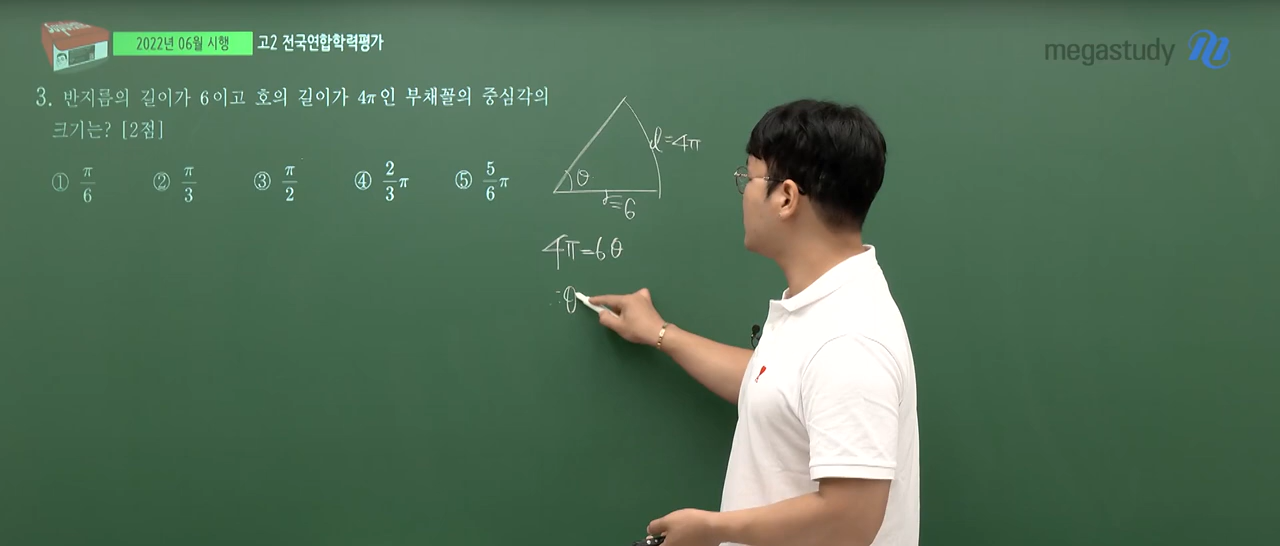 2022년 06월 시행 고2 전국연합학력평가
megastudy
3. 반지름의 길이가 6이고 호의 길이가 4π인 부채꼴의 중심각의
크기는? [2점]
① π/6 ② π/3 ③ π/2 ④ 2/3 π ⑤ 5/6 π
l=4π
θ
r=6
4π=6θ
∴θ